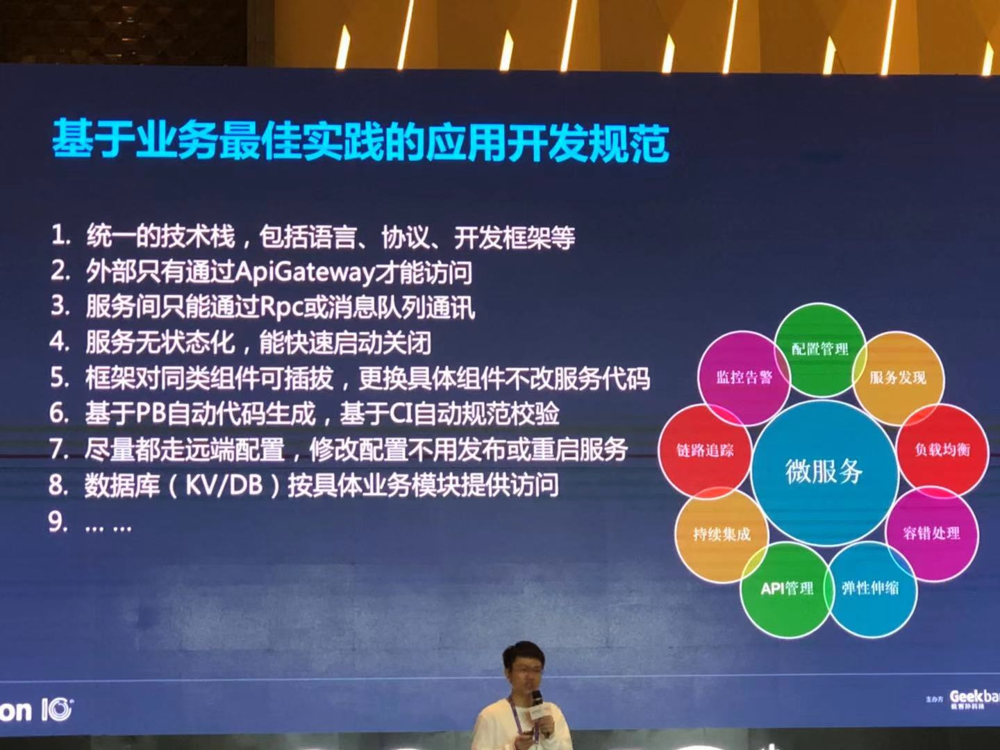 基于业务最佳实践的应用开发规范
1. 统一的技术栈，包括语言、协议、开发框架等
2. 外部只有通过ApiGateway才能访问
3. 服务间只能通过Rpc或消息队列通讯
4. 服务无状态化，能快速启动关闭
5. 框架对同类组件可插拔，更换具体组件不改服务代码
6. 基于PB自动代码生成，基于CI自动规范校验
7. 尽量都走远端配置，修改配置不用发布或重启服务
8. 数据库（KV/DB）按具体业务模块提供访问
9. ... ...
配置管理
监控告警
服务发现
链路追踪
负载均衡
微服务
持续集成
容错处理
API管理
弹性伸缩
on 10
主办方
Geekba
极客邦科技